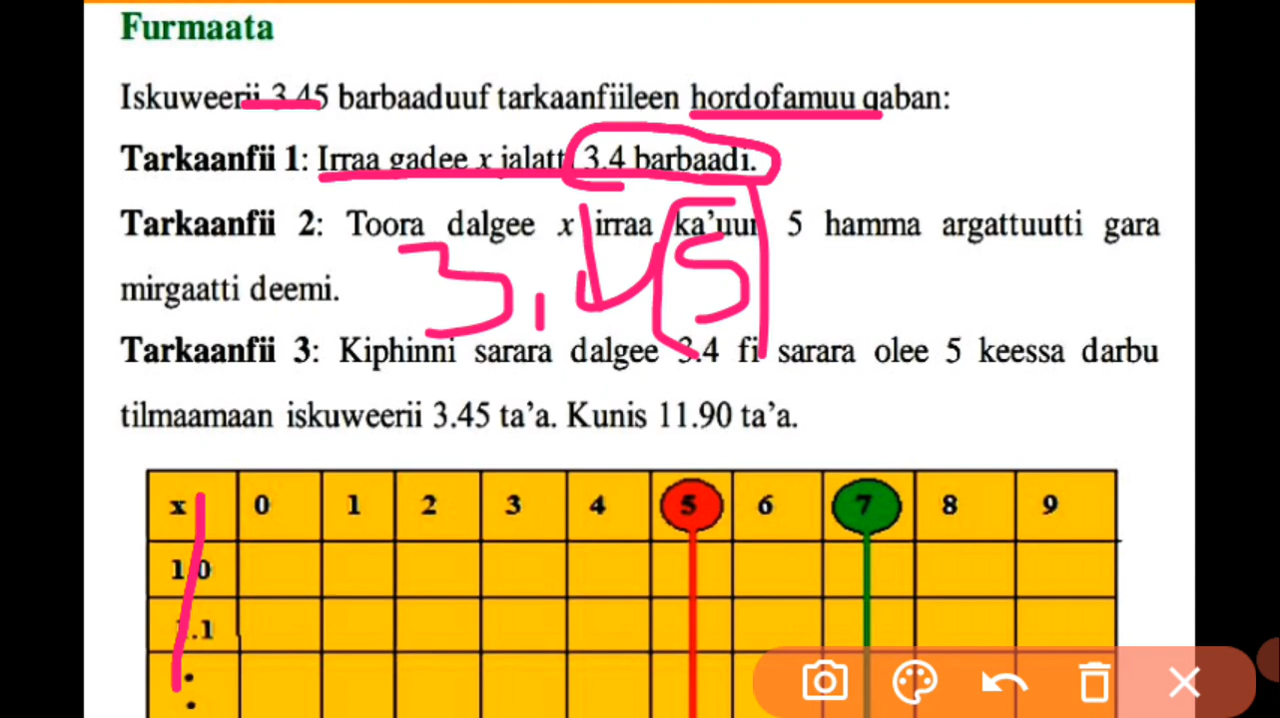 Furmaata
Iskuweerii 3.45 barbaaduuf tarkaanfiileen hordofamuu qaban:
Tarkaanfii 1: Irraa gadee x jalatti 3.4 barbaadi.
Tarkaanfii 2: Toora dalgee x irraa ka'uun 5 hamma argattuutti gara
mirgaatti deemi.
3,45
Tarkaanfii 3: Kiphinni sarara dalgee 3.4 fi sarara olee 5 keessa darbu
tilmaamaan iskuweerii 3.45 ta'a. Kunis 11.90 ta'a.
x 0 1 2 3 4 5 6 7 8 9
1.0
1.1